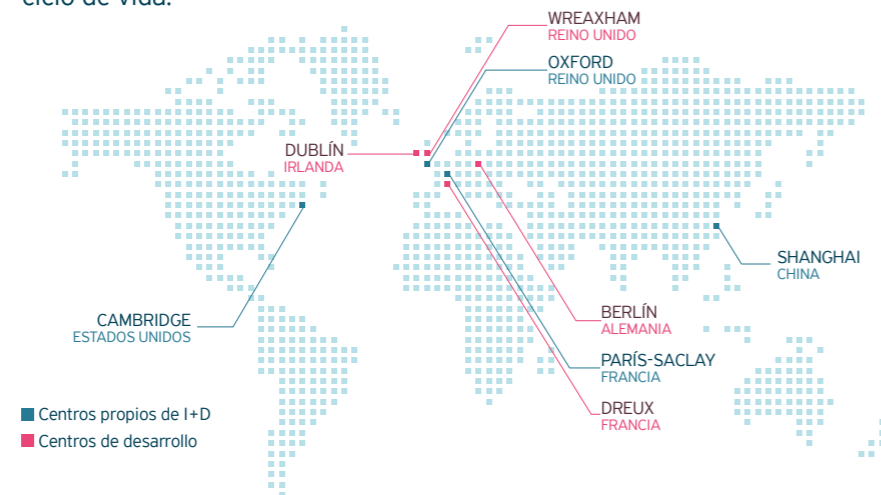 ciclo de vida.
WREAXHAM
REINO UNIDO
OXFORD
REINO UNIDO
DUBLÍN
IRLANDA
SHANGHAI
CHINA
CAMBRIDGE
ESTADOS UNIDOS
BERLÍN
ALEMANIA
PARÍS-SACLAY
FRANCIA
DREUX
FRANCIA
Centros propios de I+D
Centros de desarrollo